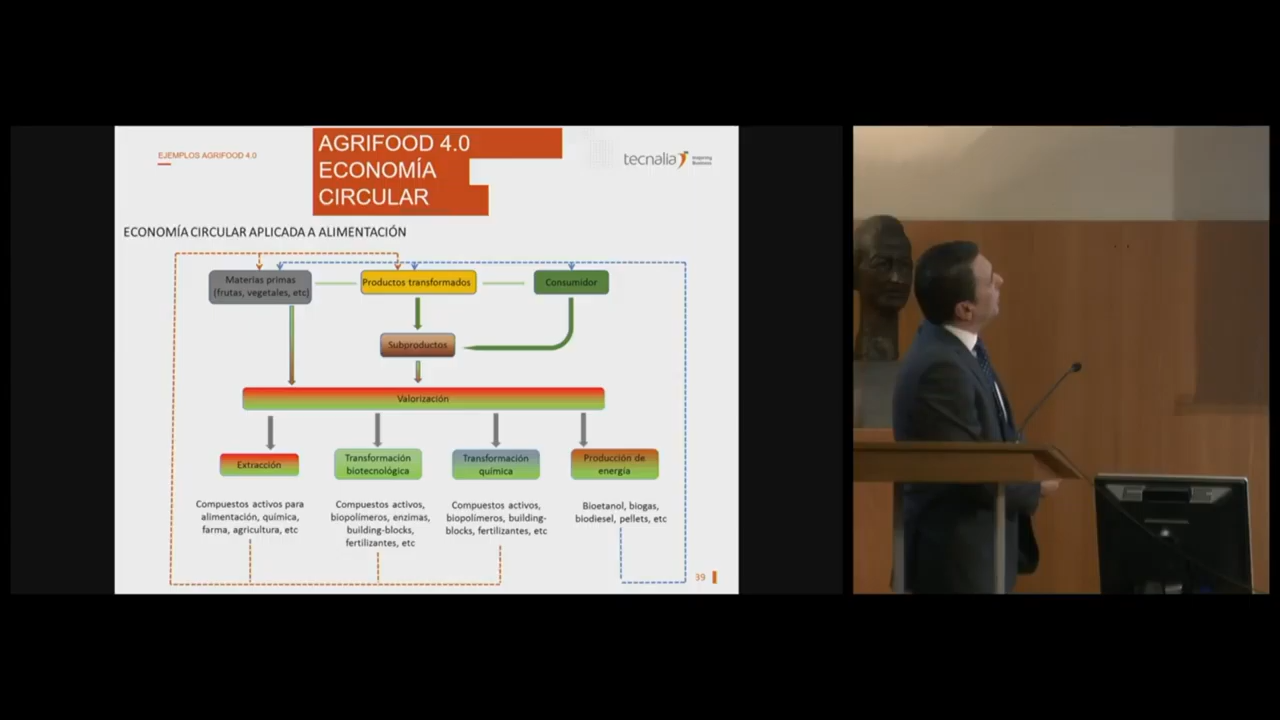 EJEMPLOS AGRIFOOD 4.0
AGRIFOOD 4.0
ECONOMÍA
CIRCULAR
tecnalia Inspiring
Business
ECONOMÍA CIRCULAR APLICADA A ALIMENTACIÓN
Materias primas
(frutas, vegetales, etc)
Productos transformados
Consumidor
Subproductos
Valorización
Extracción
Transformación
biotecnológica
Transformación
química
Producción de
energía
Compuestos activos para
alimentación, química,
farma, agricultura, etc
Compuestos activos,
biopolímeros, enzimas,
building-blocks,
fertilizantes, etc
Compuestos activos,
biopolímeros, building-
blocks, fertilizantes, etc
Bioetanol, biogas,
biodiesel, pellets, etc
39